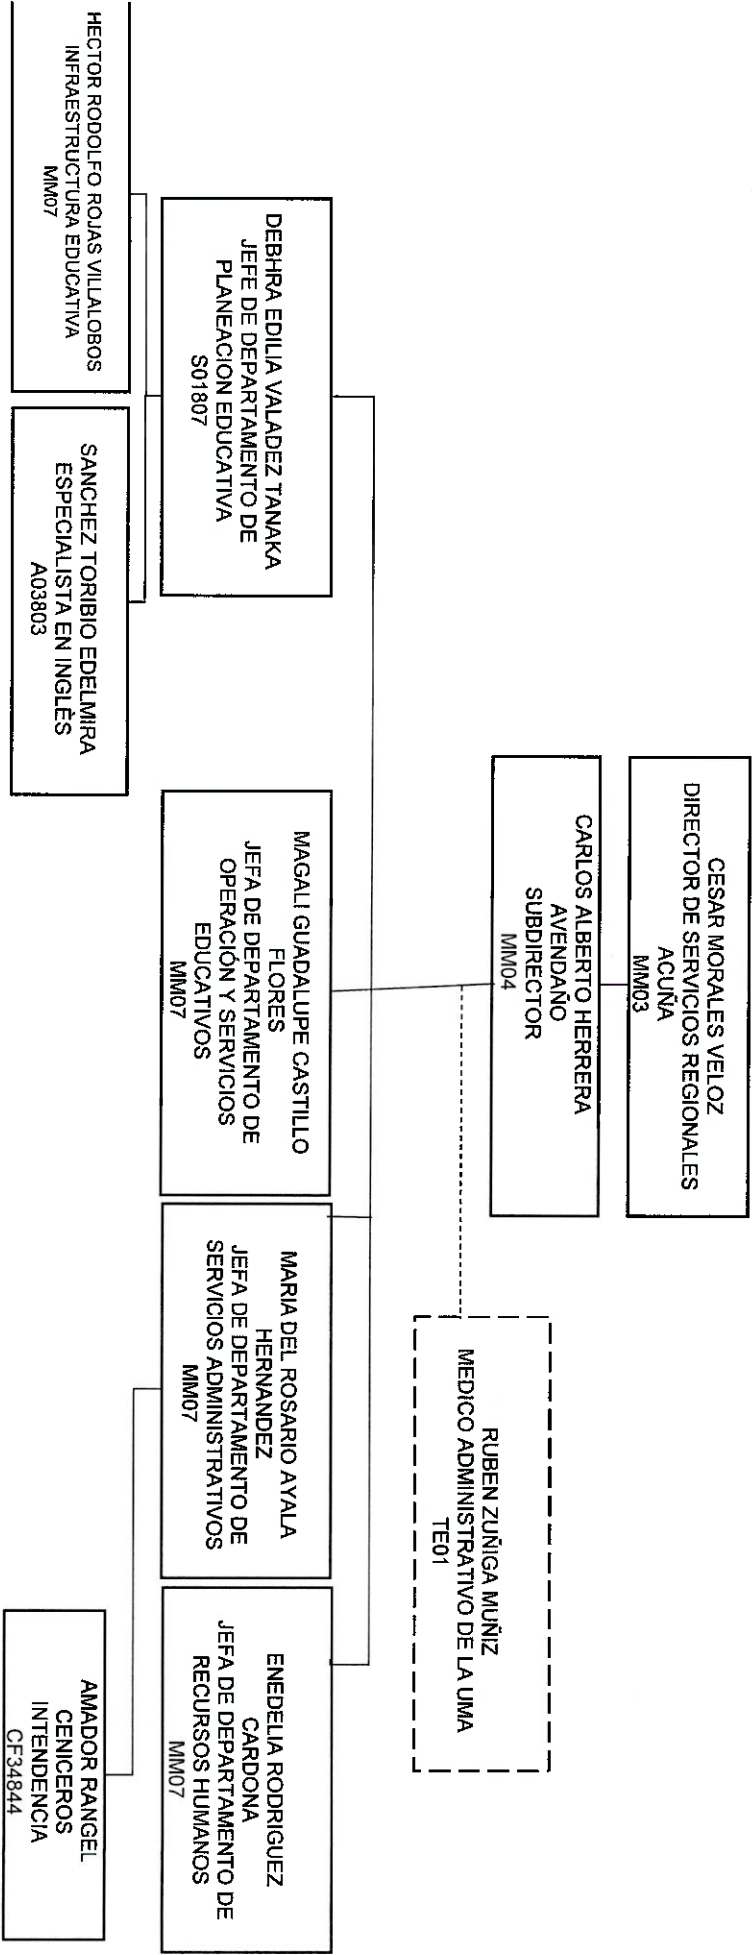 CESAR MORALES VELOZ
DIRECTOR DE SERVICIOS REGIONALES
ACUÑA
MM03
CARLOS ALBERTO HERRERA
AVENDAÑO
SUBDIRECTOR
MM04
RUBEN ZUÑIGA MUÑIZ
MEDICO ADMINISTRATIVO DE LA UMA
TE01
DEBHRA EDILIA VALADEZ TANAKA
JEFE DE DEPARTAMENTO DE
PLANEACION EDUCATIVA
S01807
MAGALI GUADALUPE CASTILLO
FLORES
JEFA DE DEPARTAMENTO DE
OPERACIÓN Y SERVICIOS
EDUCATIVOS
MM07
MARIA DEL ROSARIO AYALA
HERNANDEZ
JEFA DE DEPARTAMENTO DE
SERVICIOS ADMINISTRATIVOS
MM07
ENEDELIA RODRIGUEZ
CARDONA
JEFA DE DEPARTAMENTO DE
RECURSOS HUMANOS
MM07
HECTOR RODOLFO ROJAS VILLALOBOS
INFRAESTRUCTURA EDUCATIVA
MM07
SANCHEZ TORIBIO EDELMIRA
ESPECIALISTA EN INGLÈS
A03803
AMADOR RANGEL
CENICEROS
INTENDENCIA
CF34844